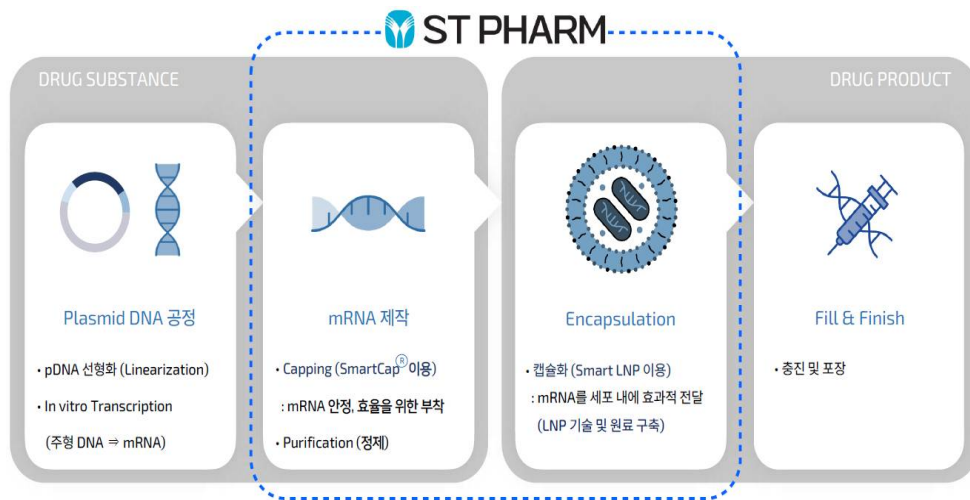 ST PHARM
DRUG SUBSTANCE
DRUG PRODUCT
Plasmid DNA 공정
• pDNA 선형화 (Linearization)
• In vitro Transcription
(주형 DNA ⇒ mRNA)
mRNA 제작
• Capping (SmartCap® 이용)
: mRNA 안정, 효율을 위한 부착
• Purification (정제)
Encapsulation
• 캡슐화 (Smart LNP 이용)
: mRNA를 세포 내에 효과적 전달
(LNP 기술 및 원료 구축)
Fill & Finish
• 충진 및 포장